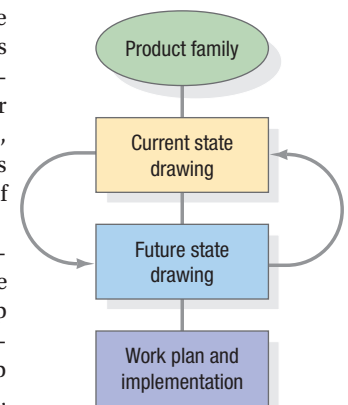 Product family
Current state
drawing
Future state
drawing
Work plan and
implementation